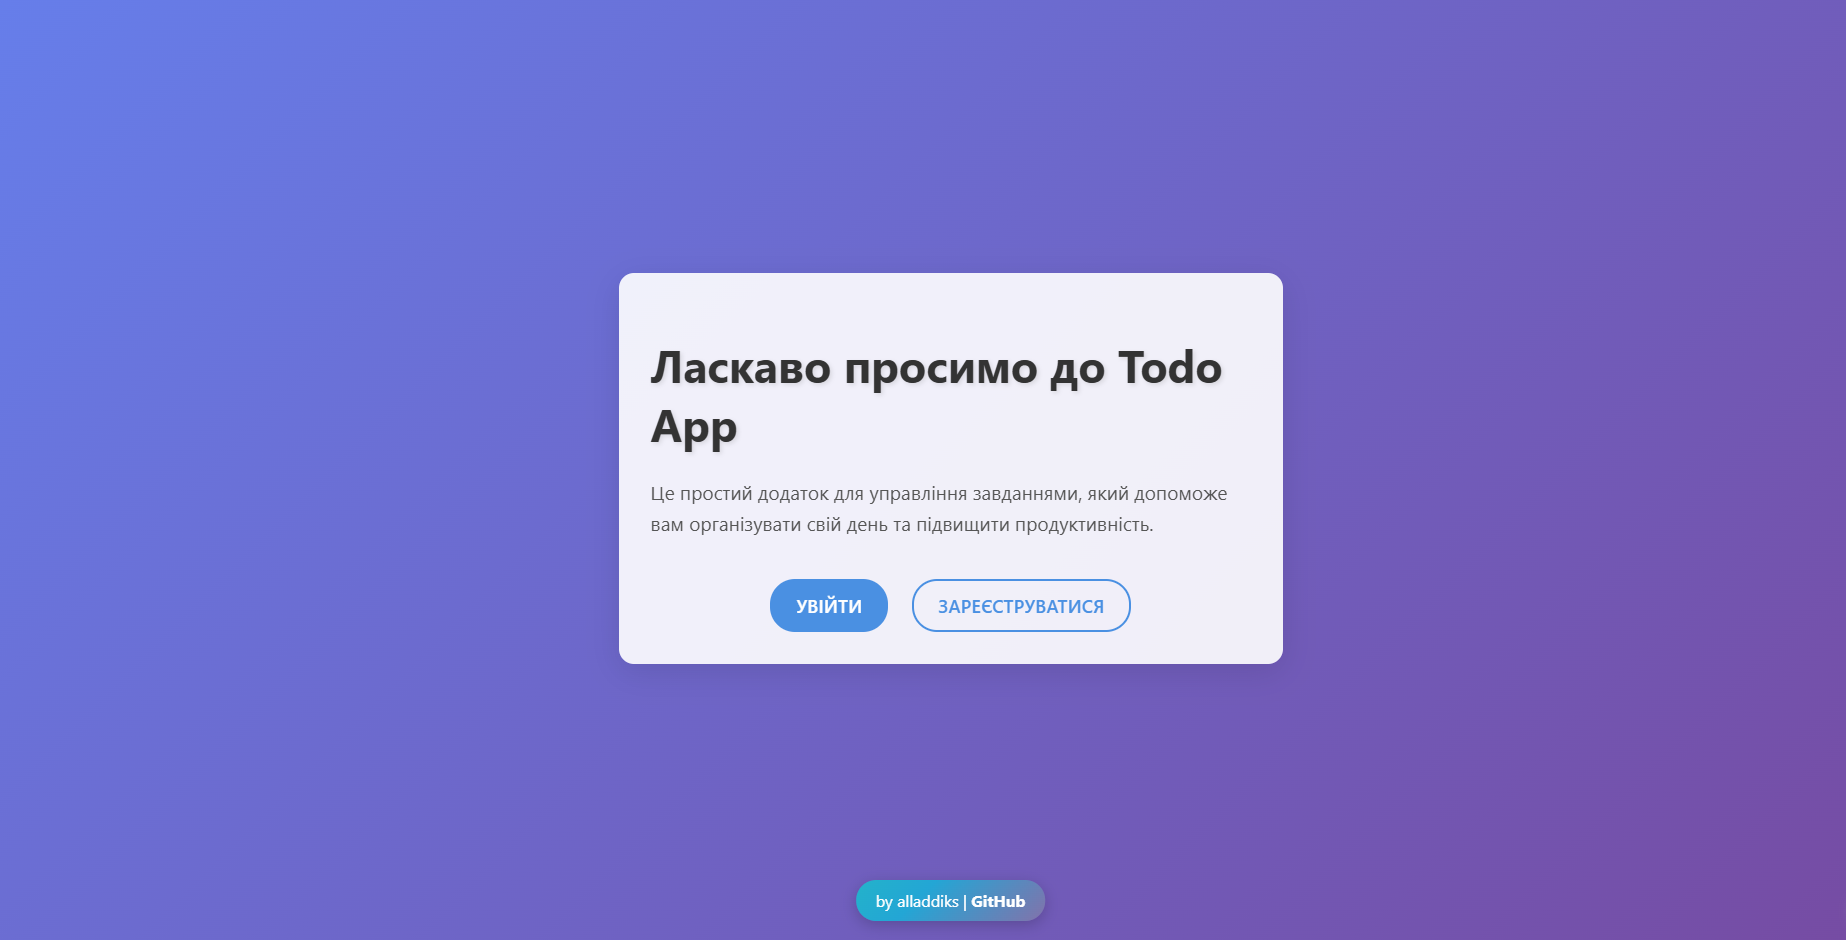 Ласкаво просимо до Todo
App
Це простий додаток для управління завданнями, який допоможе
вам організувати свій день та підвищити продуктивність.
УВІЙТИ
ЗАРЕЄСТРУВАТИСЯ
by alladdiks | GitHub